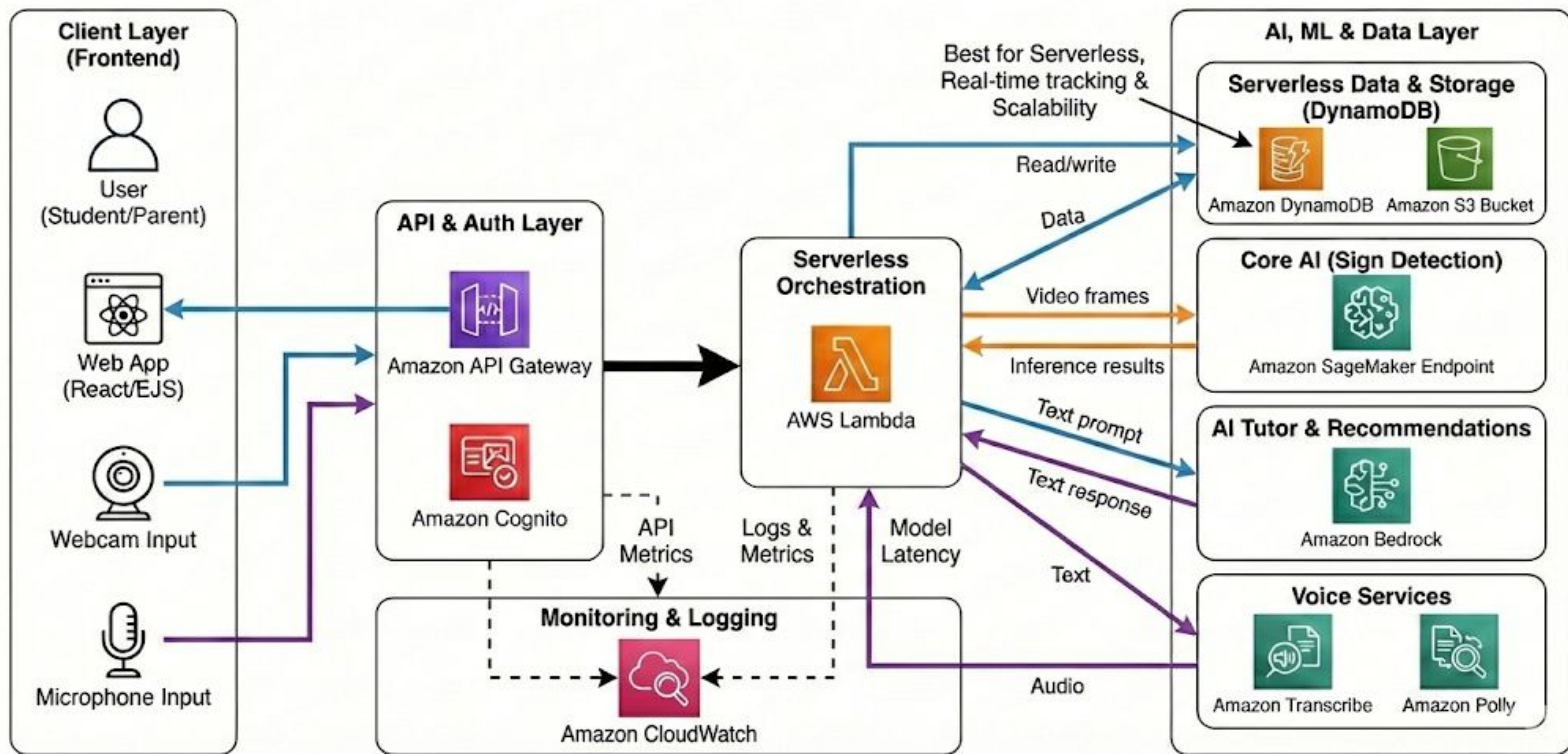 Client Layer
(Frontend)
User
(Student/Parent)
Web App
(React/EJS)
Webcam Input
Microphone Input
API & Auth Layer
Amazon API Gateway
Amazon Cognito
API
Metrics
Logs &
Metrics
Model
Latency
Monitoring & Logging
Amazon CloudWatch
Serverless
Orchestration
AWS Lambda
Best for Serverless,
Real-time tracking &
Scalability
Read/write
Data
Video frames
Inference results
Text prompt
Text response
Text
Audio
AI, ML & Data Layer
Serverless Data & Storage
(DynamoDB)
Amazon DynamoDB
Amazon S3 Bucket
Core AI (Sign Detection)
Amazon SageMaker Endpoint
AI Tutor & Recommendations
Amazon Bedrock
Voice Services
Amazon Transcribe
Amazon Polly